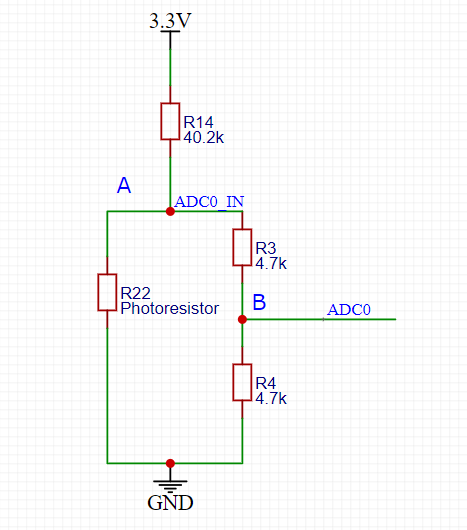 3.3V
R14
40.2k
A
ADC0_IN
R3
4.7k
R22
Photoresistor
B
ADC0
R4
4.7k
GND